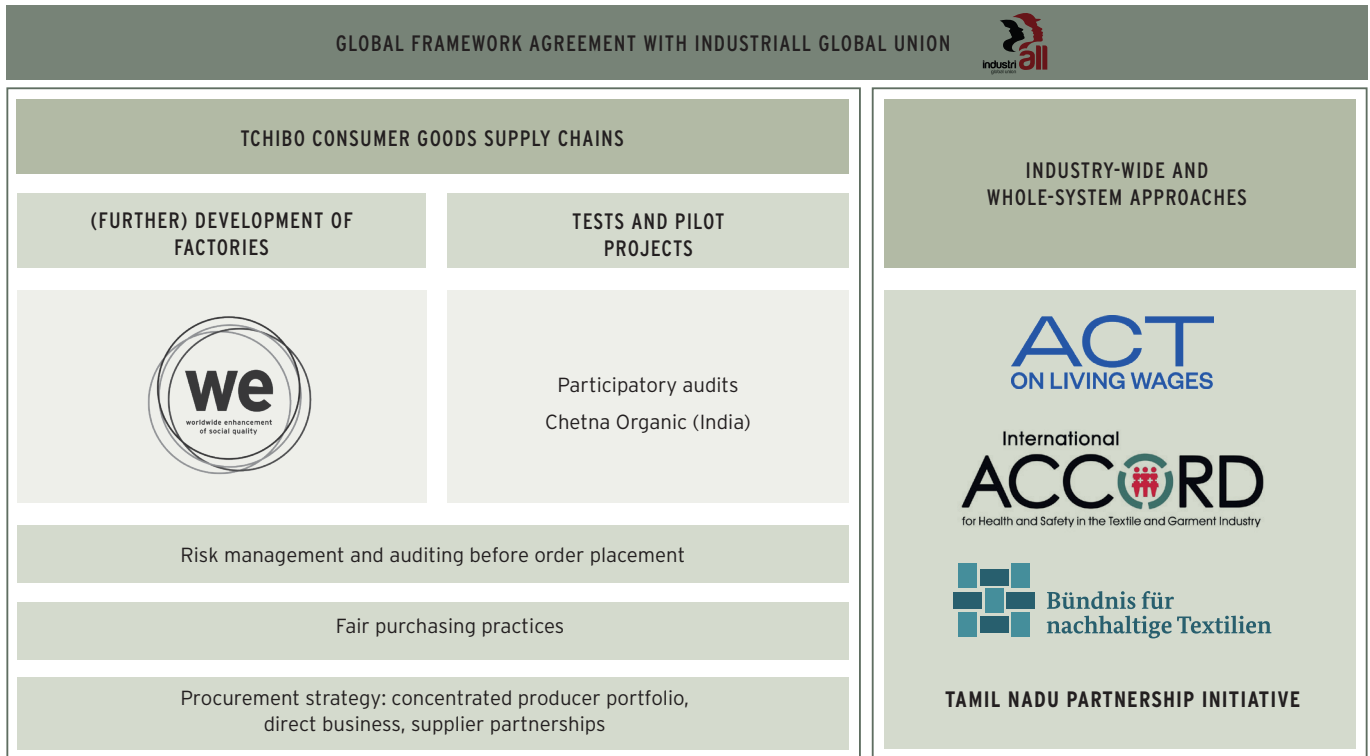 GLOBAL FRAMEWORK AGREEMENT WITH INDUSTRIALL GLOBAL UNION
industri all
global union
TCHIBO CONSUMER GOODS SUPPLY CHAINS
(FURTHER) DEVELOPMENT OF
FACTORIES
TESTS AND PILOT
PROJECTS
we
worldwide enhancement
of social quality
Participatory audits
Chetna Organic (India)
Risk management and auditing before order placement
Fair purchasing practices
Procurement strategy: concentrated producer portfolio,
direct business, supplier partnerships
INDUSTRY-WIDE AND
WHOLE-SYSTEM APPROACHES
ACT
ON LIVING WAGES
International
ACCORD
for Health and Safety in the Textile and Garment Industry
Bündnis für
nachhaltige Textilien
TAMIL NADU PARTNERSHIP INITIATIVE